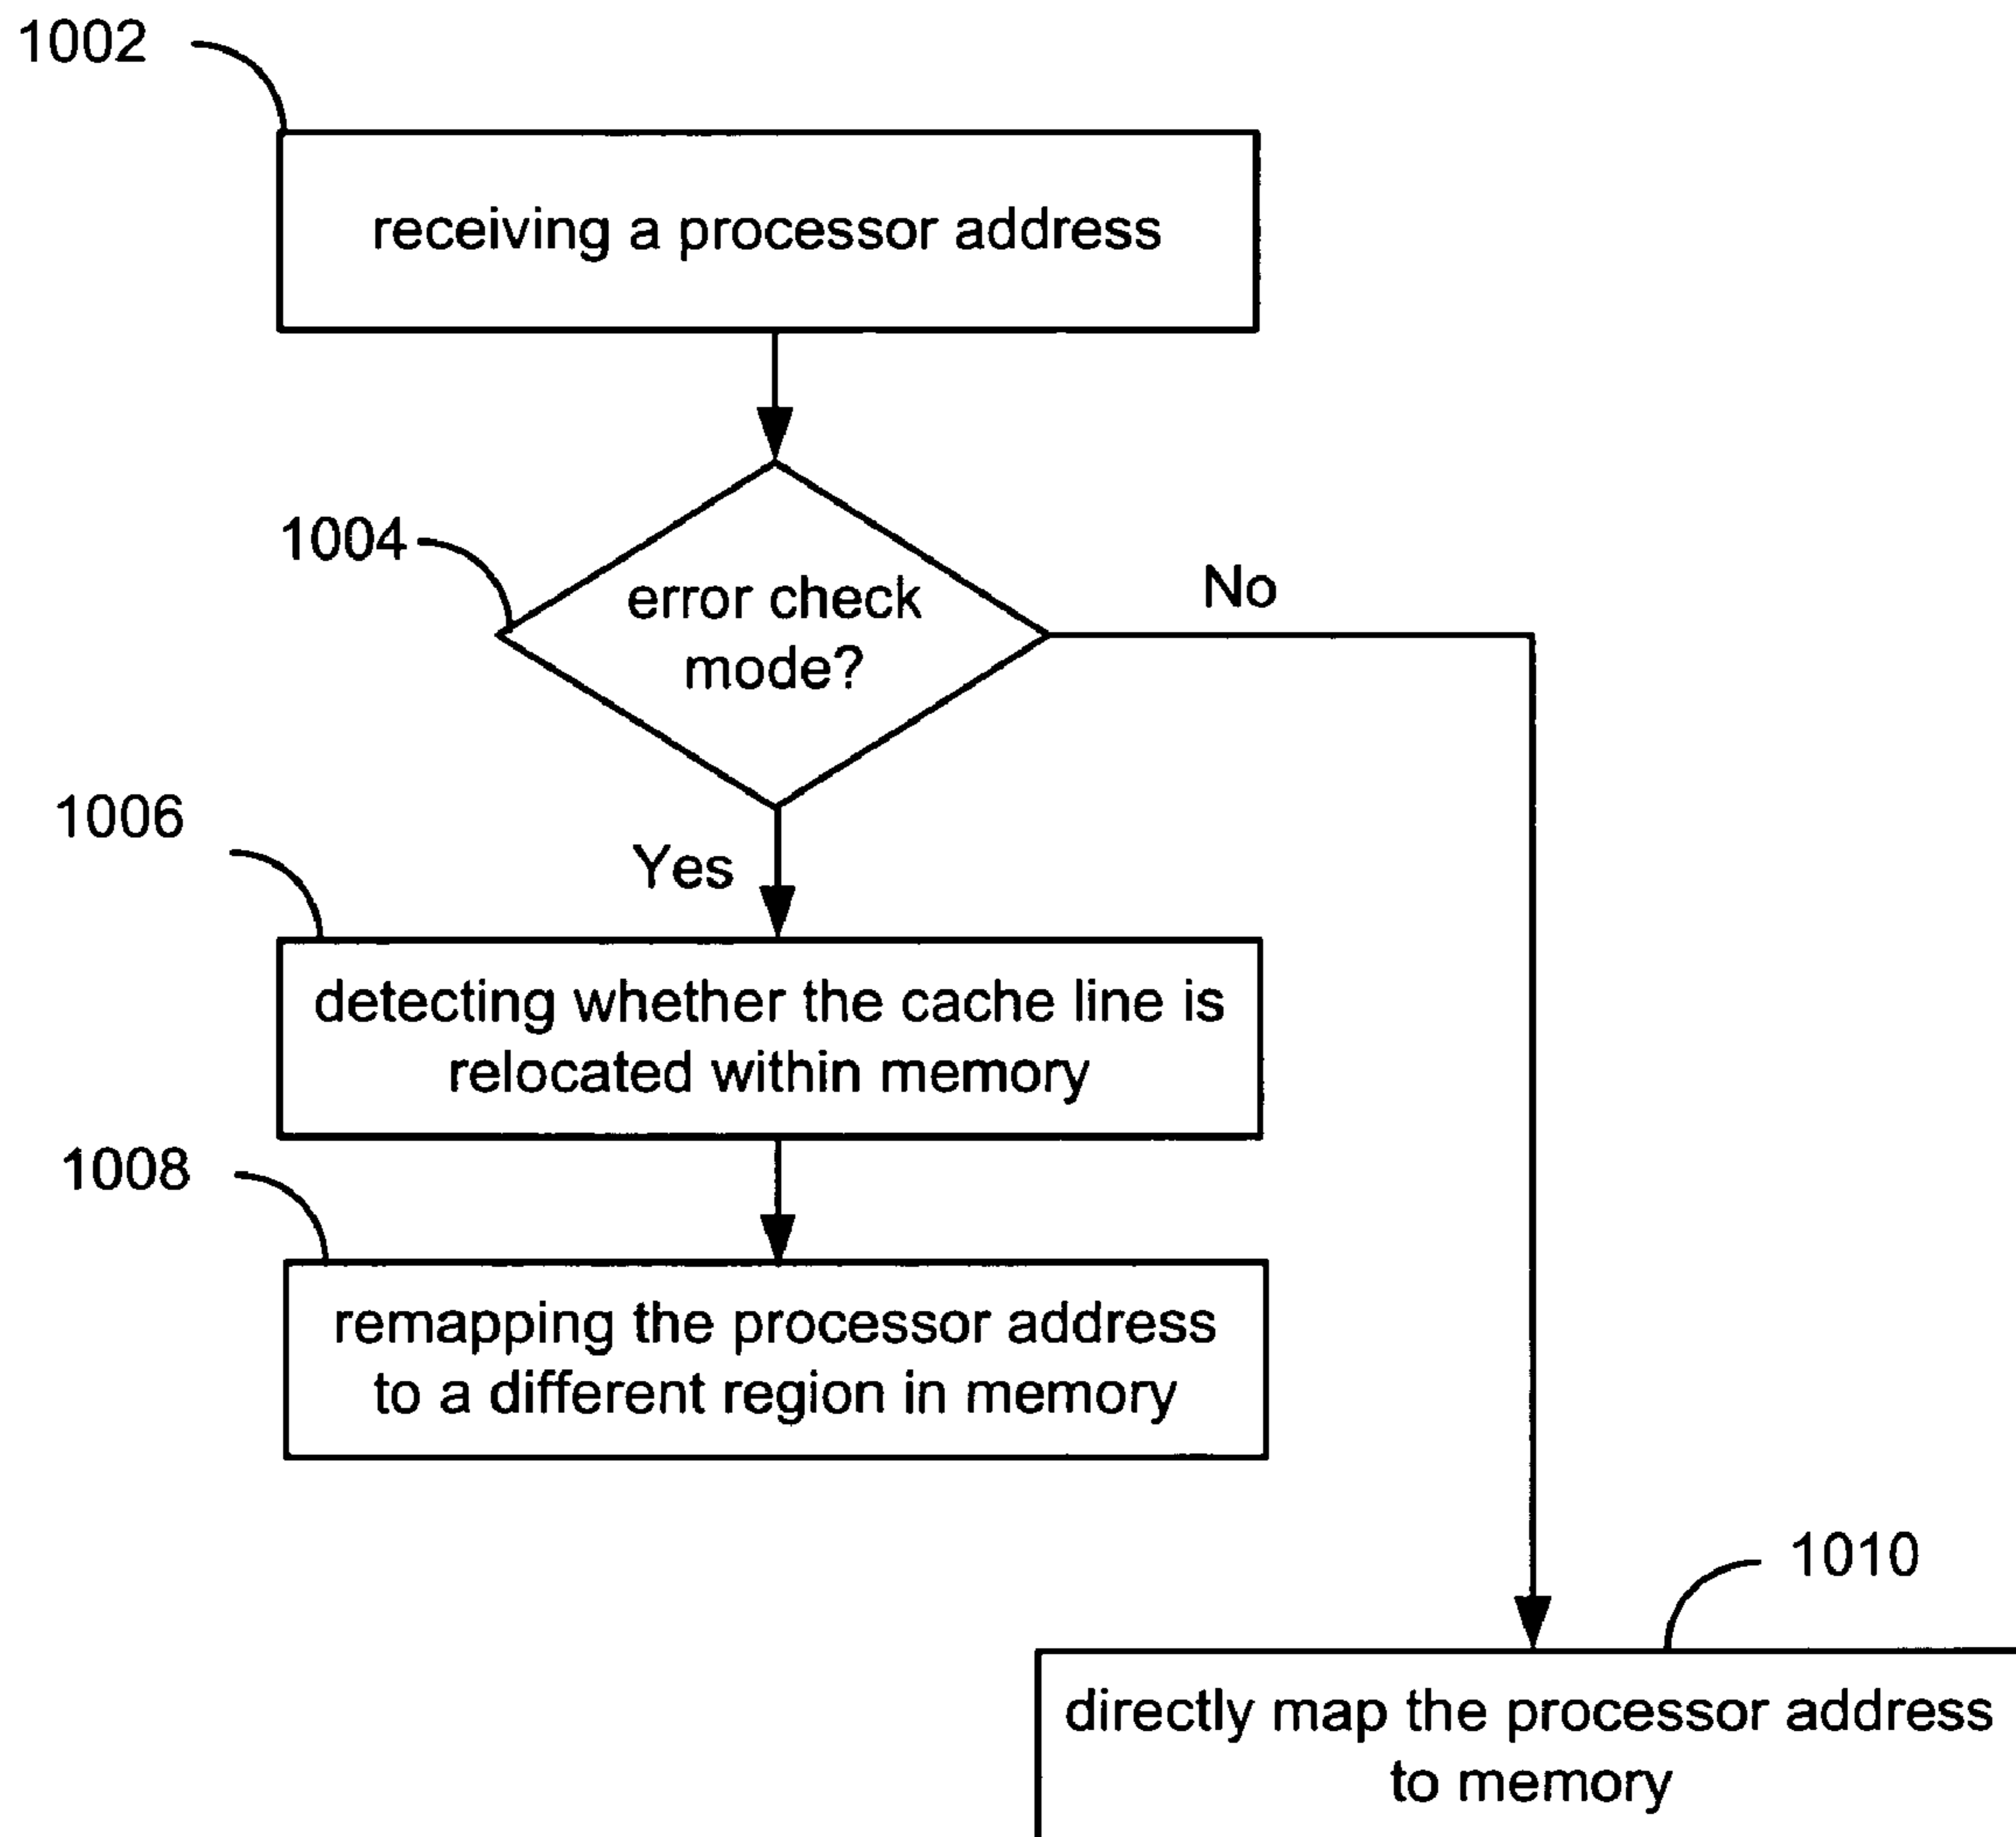 1002
receiving a processor address
1004
error check
mode?
No
Yes
1006
detecting whether the cache line is
relocated within memory
1008
remapping the processor address
to a different region in memory
1010
directly map the processor address
to memory